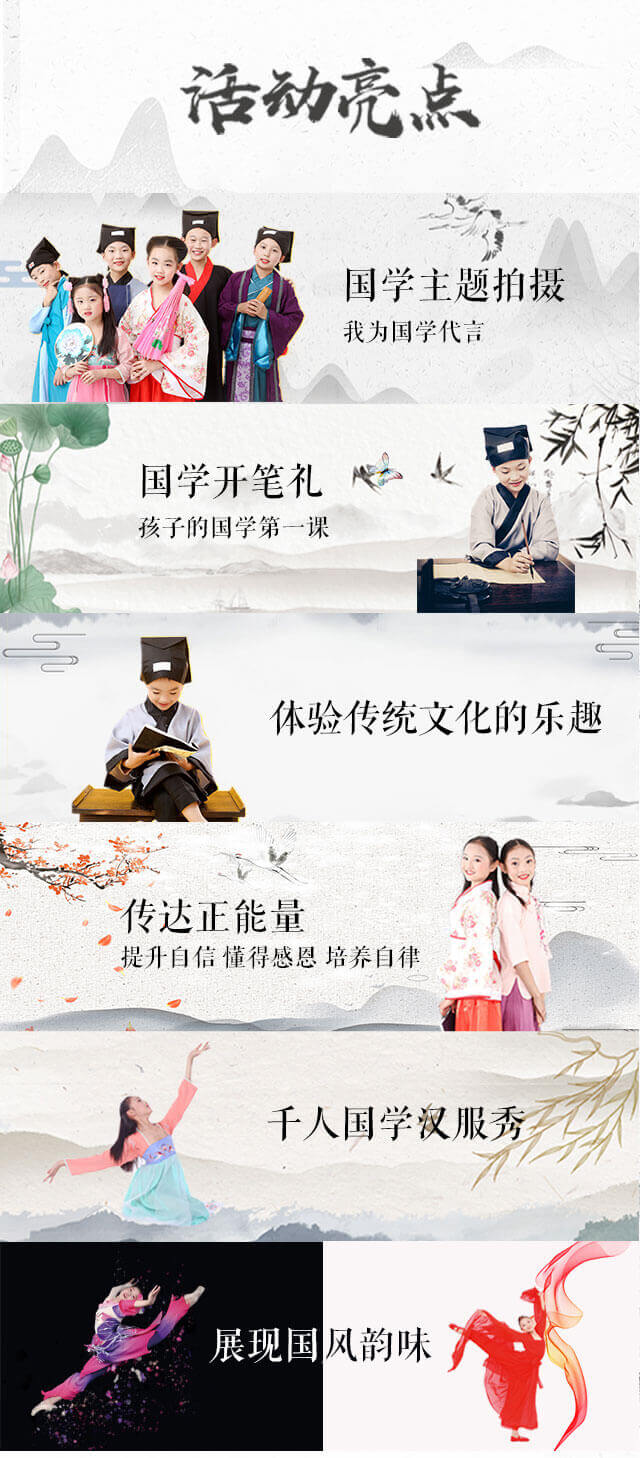 活动亮点
国学主题拍摄
我为国学代言
国学开笔礼
孩子的国学第一课
体验传统文化的乐趣
传达正能量
提升自信 懂得感恩 培养自律
千人国学汉服秀
展现国风韵味